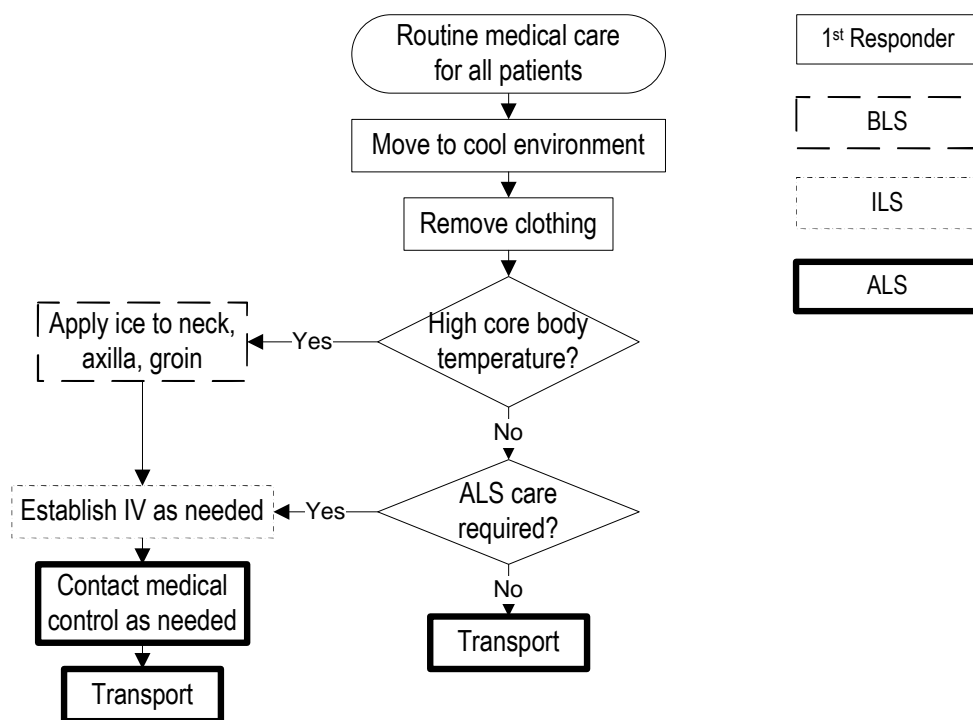 Routine medical care
for all patients
Move to cool environment
Remove clothing
High core body
temperature?
Yes
Apply ice to neck,
axilla, groin
No
ALS care
required?
Yes
Establish IV as needed
No
Contact medical
control as needed
Transport
Transport
1st Responder
BLS
ILS
ALS